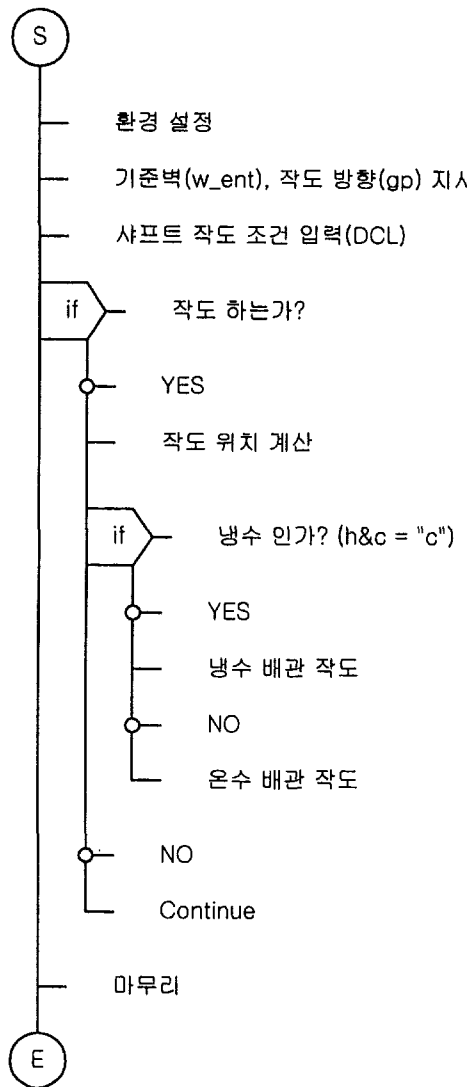 S
환경 설정
기준벽(w_ent), 작도 방향(gp)
샤프트 작도 조건 입력(DCL)
if 작도 하는가?
YES
작도 위치 계산
if 냉수 인가? (h&c = "c")
YES
냉수 배관 작도
NO
온수 배관 작도
NO
Continue
마무리
E